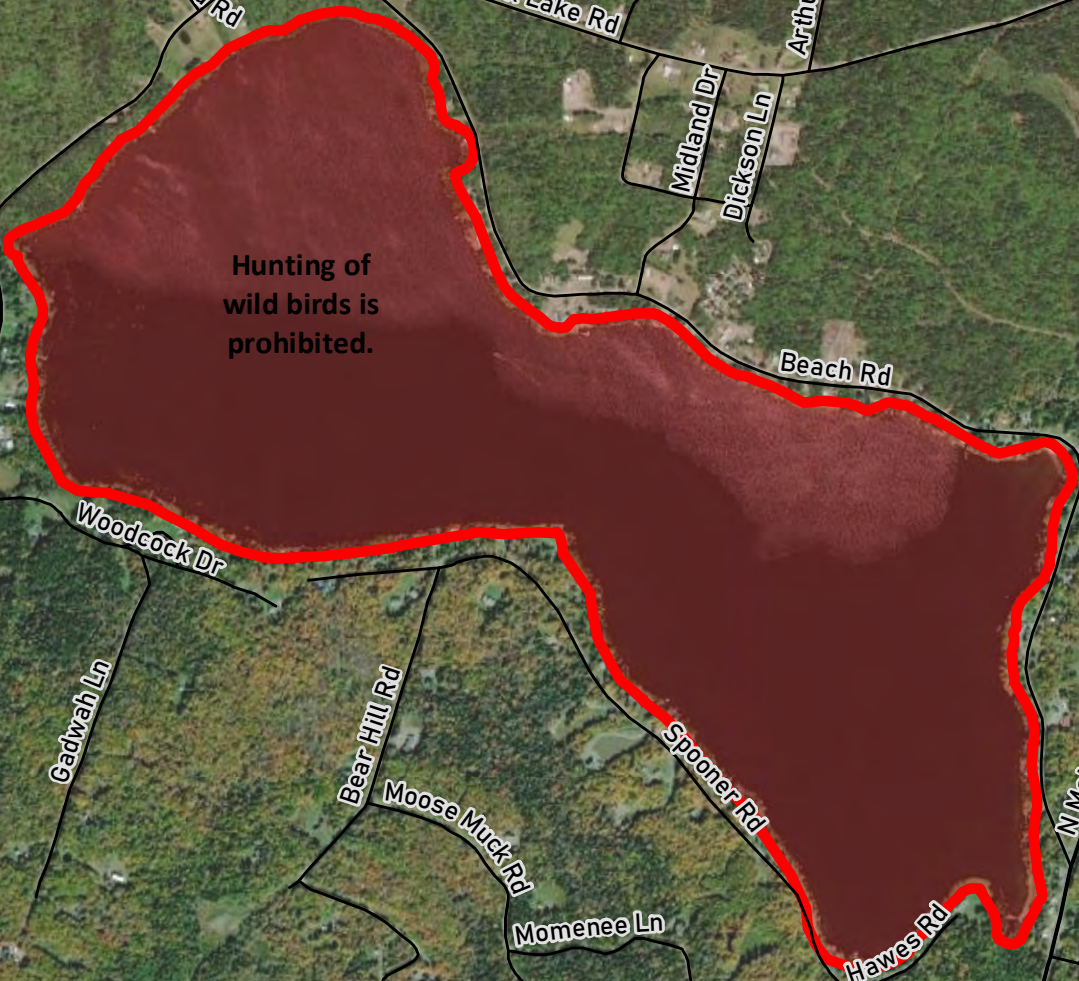 Rd
Lake Rd
Midland Dr
Dickson Ln
Hunting of
wild birds is
prohibited.
Beach Rd
Woodcock Dr
Gadwah Ln
Bear Hill Rd
Moose Muck Rd
Spooner Rd
Momenee Ln
Hawes Rd